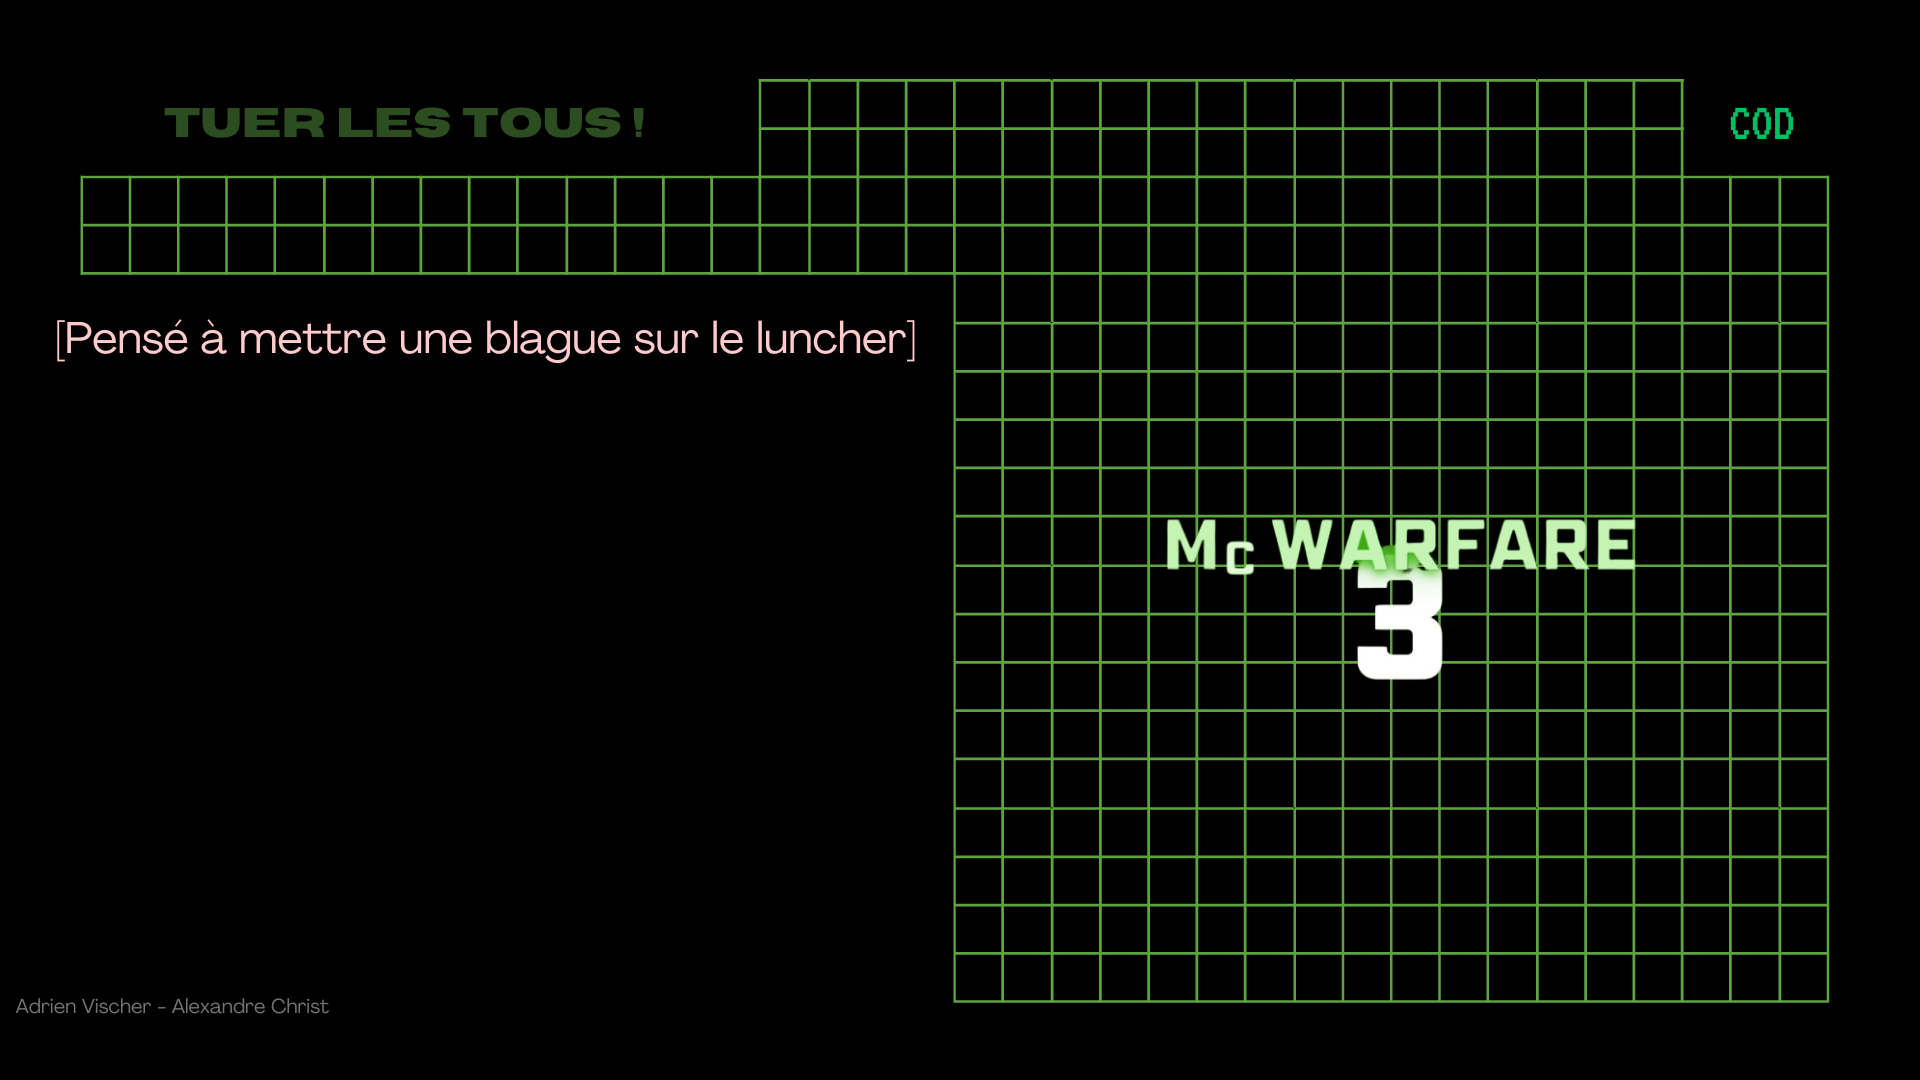 TUER LES TOUS !
COD
[Pensé à mettre une blague sur le luncher]
Mc WARFARE
3
Adrien Vischer - Alexandre Christ